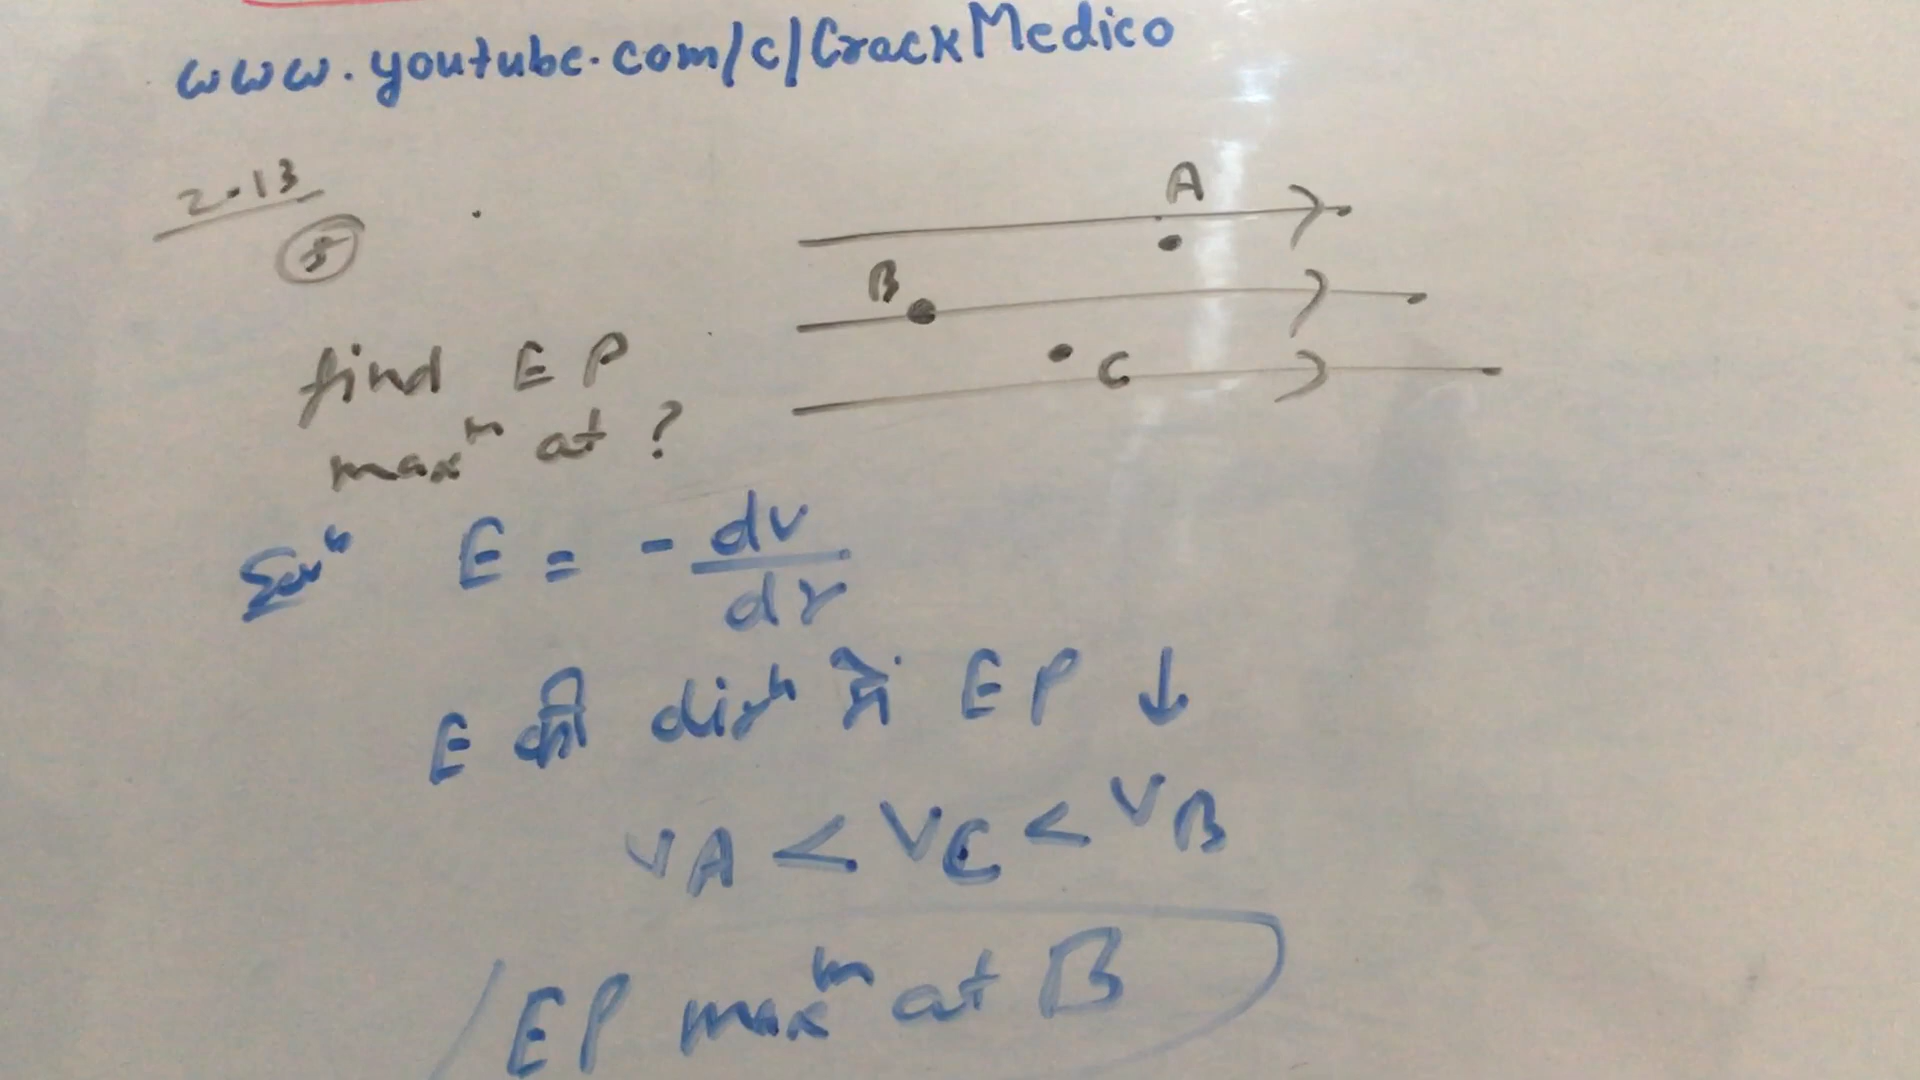 www.youtube.com/c/CrackMedico
2.13
5
A
B
C
find EP
maxᵐ at ?
Solⁿ E = - dv/dr
E की dirⁿ में EP ↓
VA < VC < VB
EP maxᵐ at B